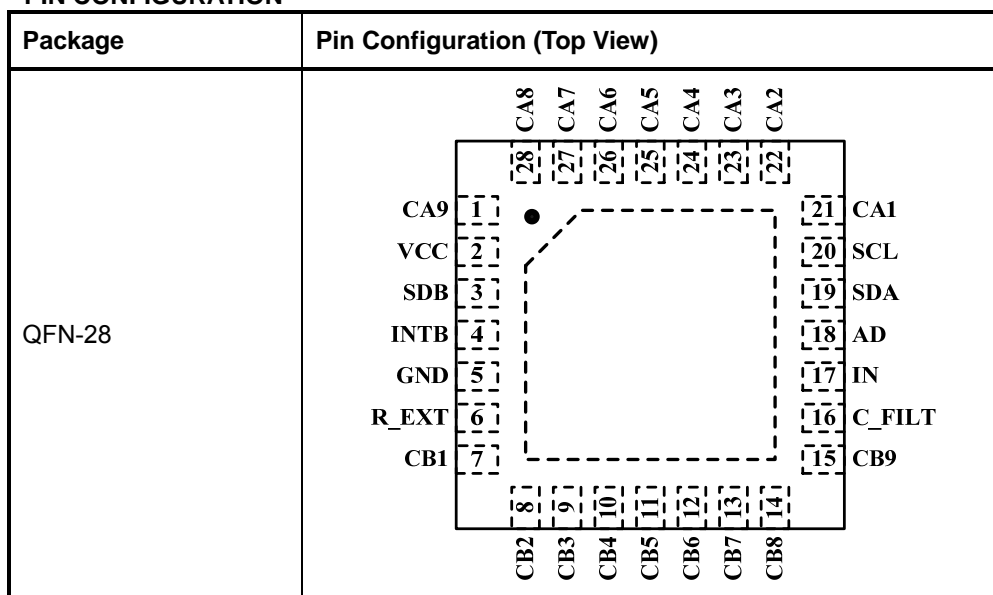 Package
Pin Configuration (Top View)
QFN-28
CA8 CA7 CA6 CA5 CA4 CA3 CA2
28 27 26 25 24 23 22
CA9 1 21 CA1
VCC 2 20 SCL
SDB 3 19 SDA
INTB 4 18 AD
GND 5 17 IN
R_EXT 6 16 C_FILT
CB1 7 15 CB9
8 9 10 11 12 13 14
CB2 CB3 CB4 CB5 CB6 CB7 CB8